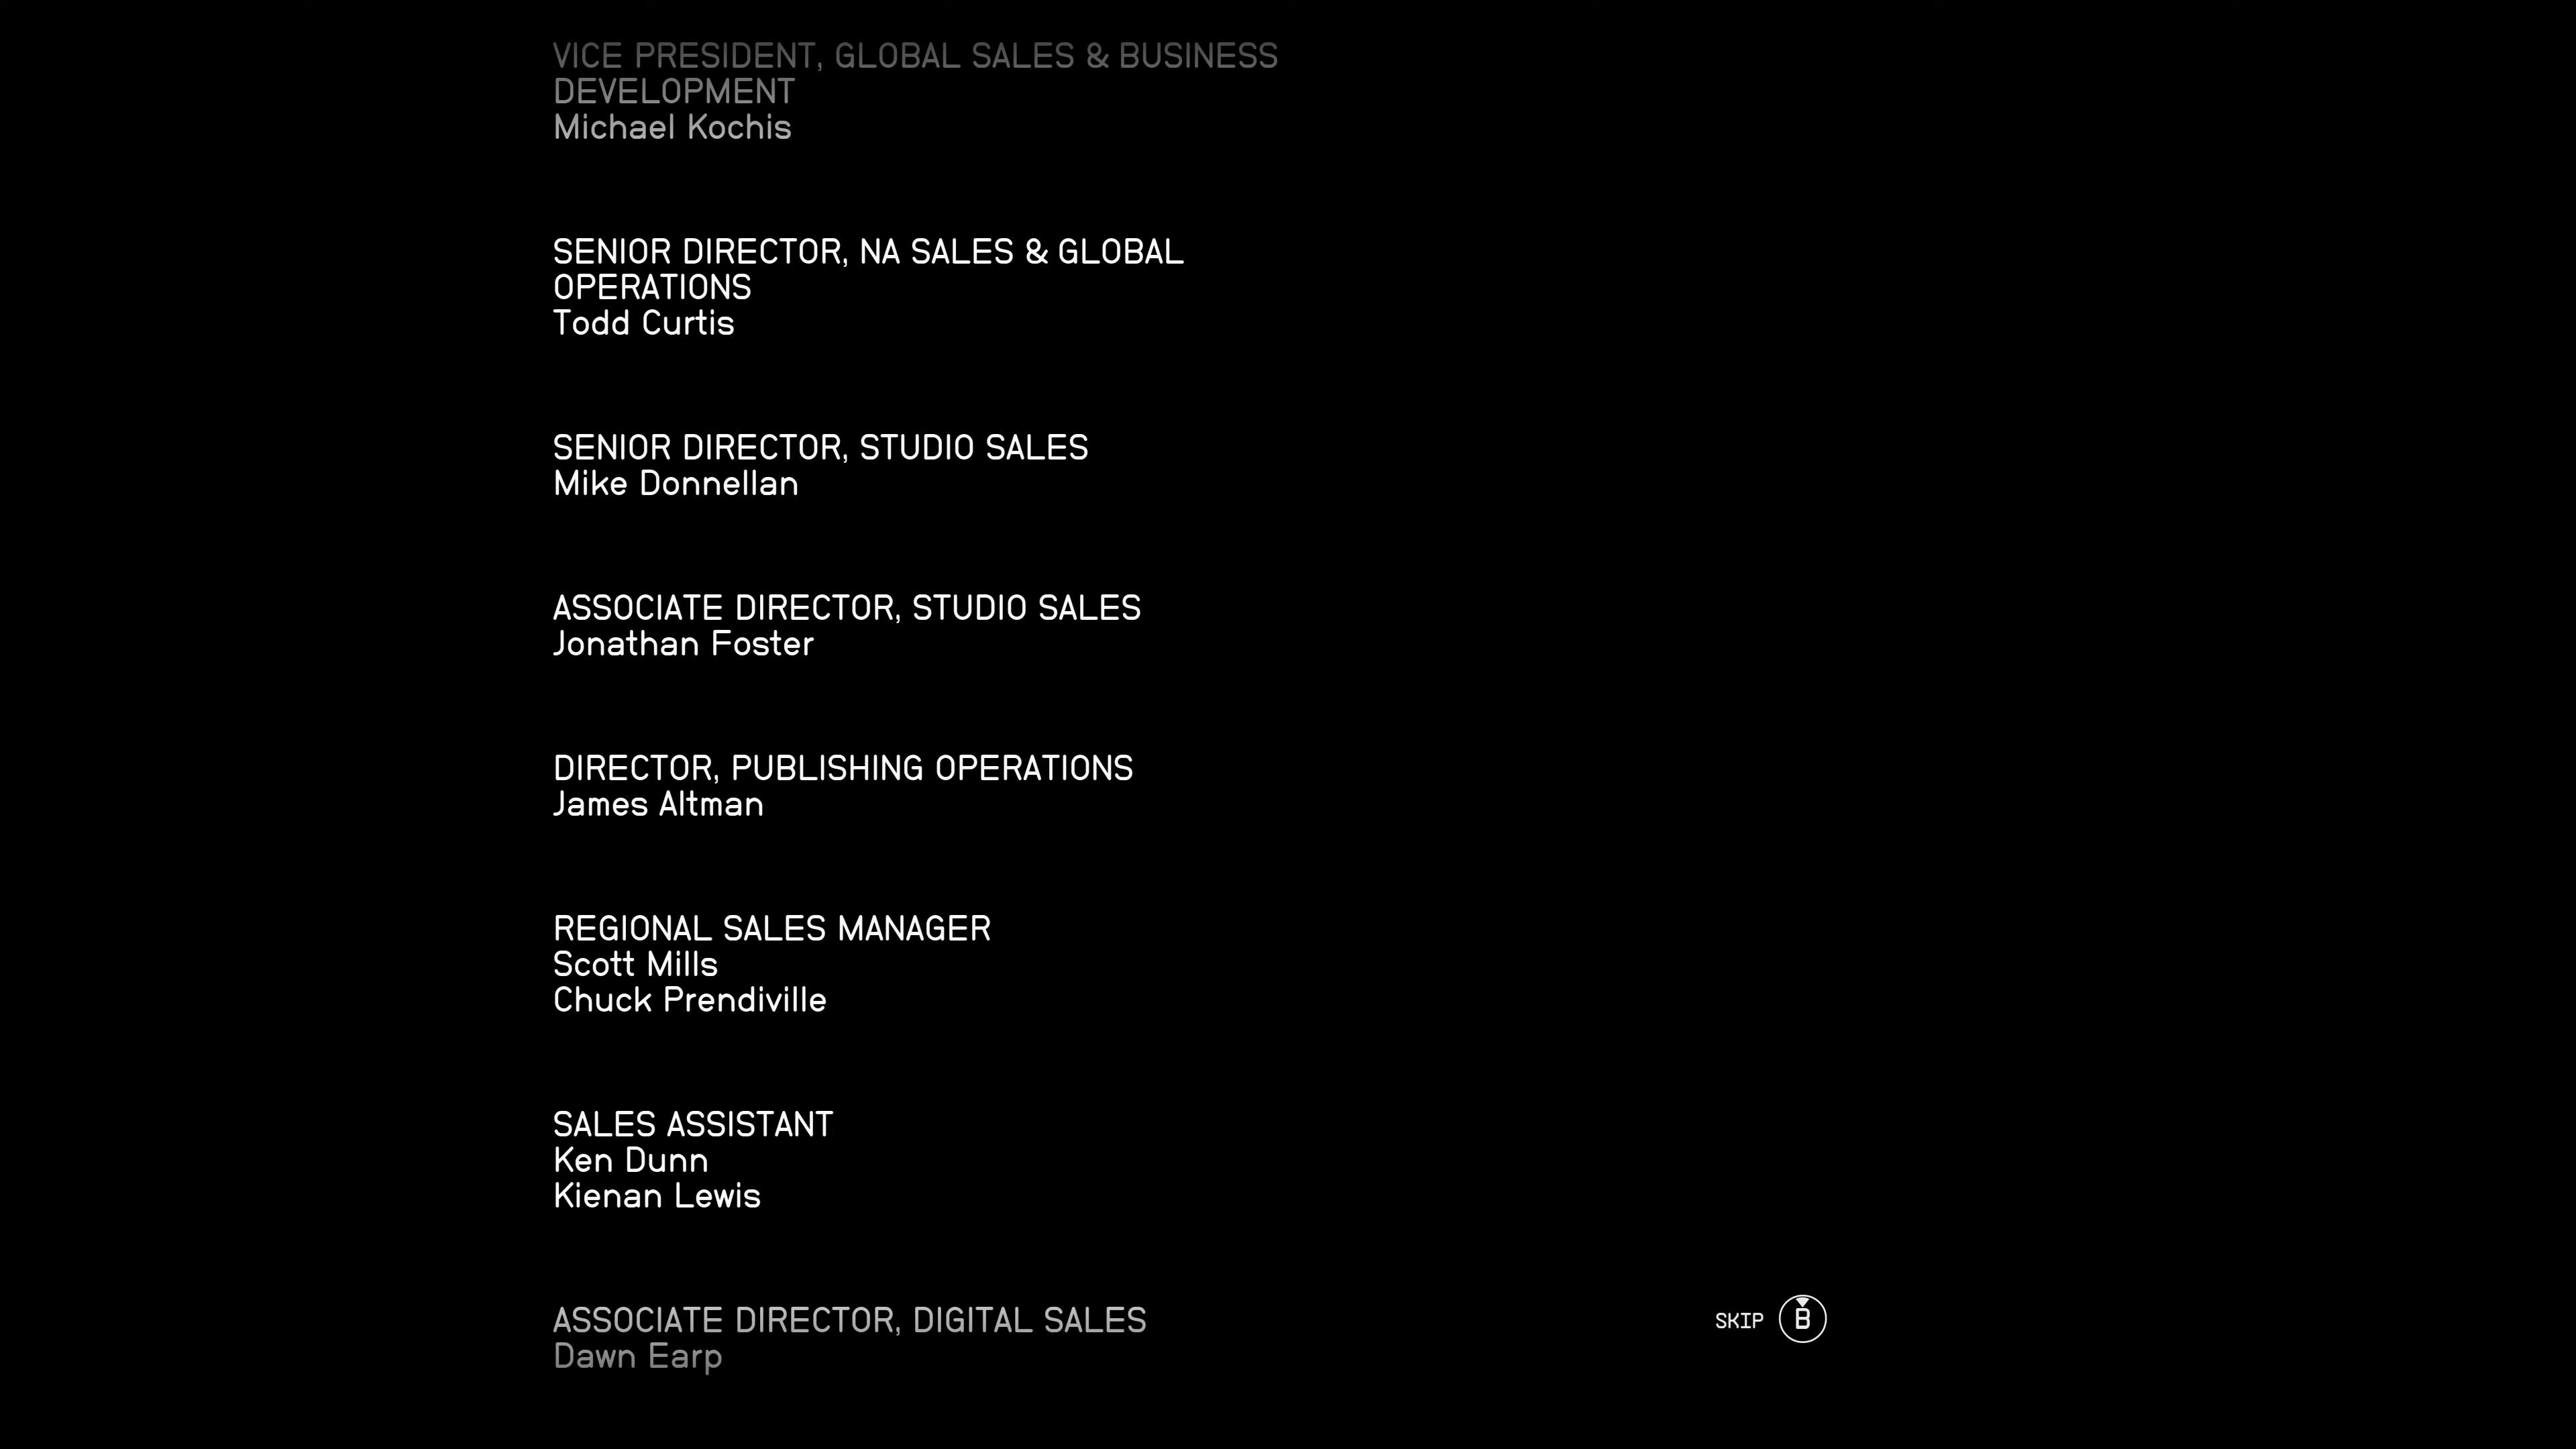 VICE PRESIDENT, GLOBAL SALES & BUSINESS
DEVELOPMENT
Michael Kochis
SENIOR DIRECTOR, NA SALES & GLOBAL
OPERATIONS
Todd Curtis
SENIOR DIRECTOR, STUDIO SALES
Mike Donnellan
ASSOCIATE DIRECTOR, STUDIO SALES
Jonathan Foster
DIRECTOR, PUBLISHING OPERATIONS
James Altman
REGIONAL SALES MANAGER
Scott Mills
Chuck Prendiville
SALES ASSISTANT
Ken Dunn
Kienan Lewis
ASSOCIATE DIRECTOR, DIGITAL SALES
Dawn Earp
SKIP B